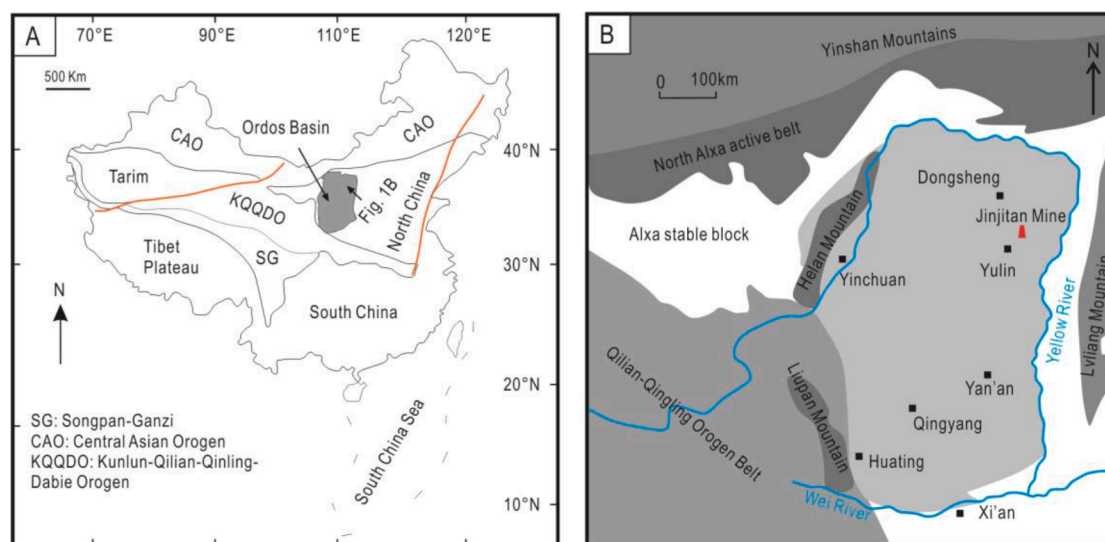 A
70°E
90°E
110°E
120°E
500 Km
CAO
Ordos Basin
CAO
40°N
Tarim
KQQDO
Fig. 1B
North China
Tibet
Plateau
SG
30°N
N
South China
20°N
SG: Songpan-Ganzi
CAO: Central Asian Orogen
KQQDO: Kunlun-Qilian-Qinling-
Dabie Orogen
South China Sea
10°N
B
Yinshan Mountains
N
0 100km
North Alxa active belt
Dongsheng
Jinjitan Mine
Alxa stable block
Helan Mountain
Yulin
Yinchuan
Yellow River
Lvliang Mountain
Qilian-Qingling Orogen Belt
Liupan Mountain
Yan'an
Qingyang
Huating
Wei River
Xi'an